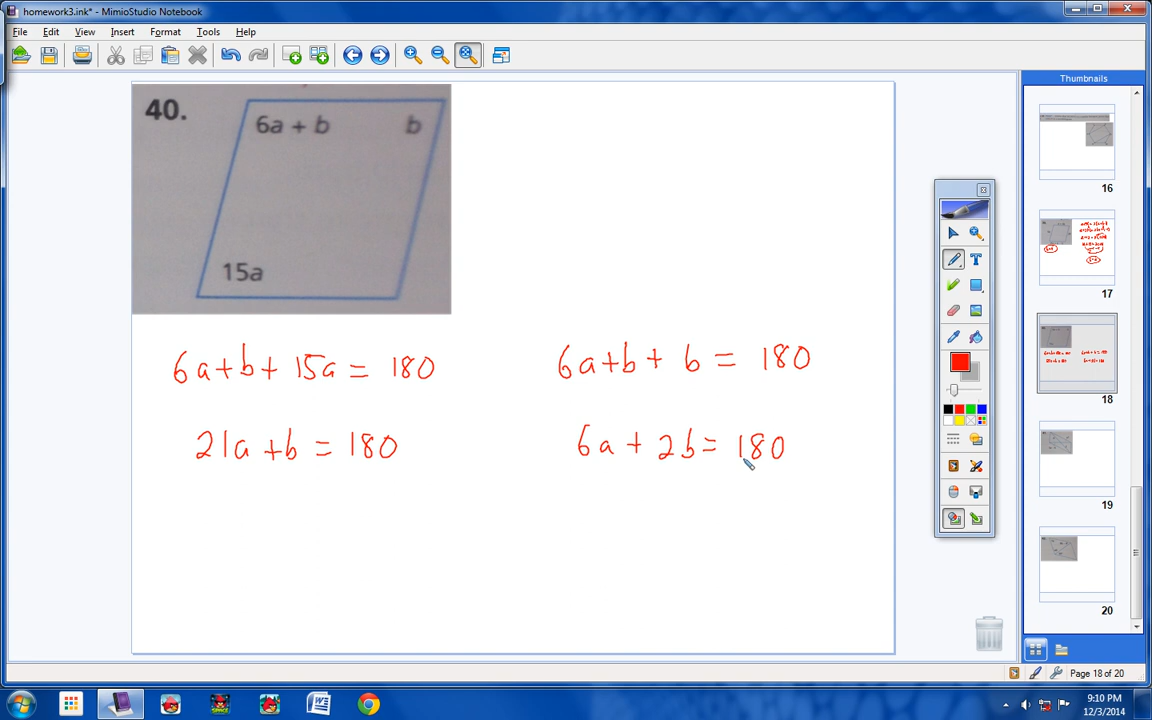 homework3.ink* - MimioStudio Notebook
File Edit View Insert Format Tools Help
Thumbnails
40.
6a + b b
15a
6a+b+15a=180 6a+b+b=180
21a+b=180 6a+2b=180
16
17
18
19
20
Page 18 of 20
9:10 PM
12/3/2014